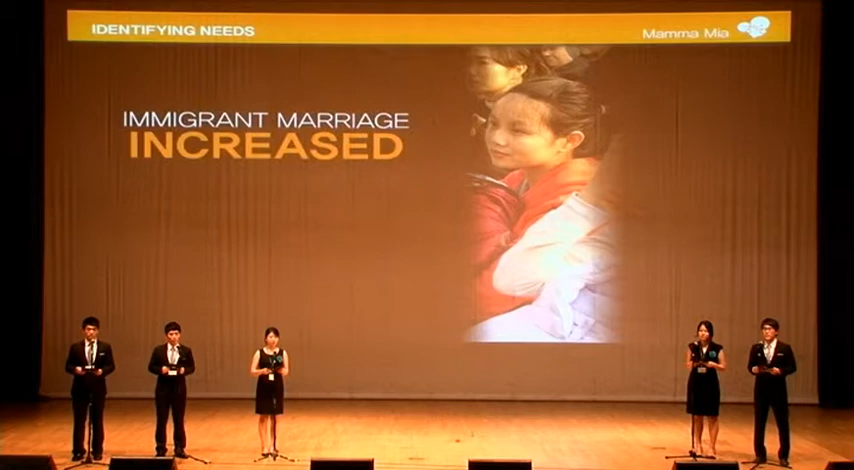 IDENTIFYING NEEDS
Mamma Mia
IMMIGRANT MARRIAGE
INCREASED